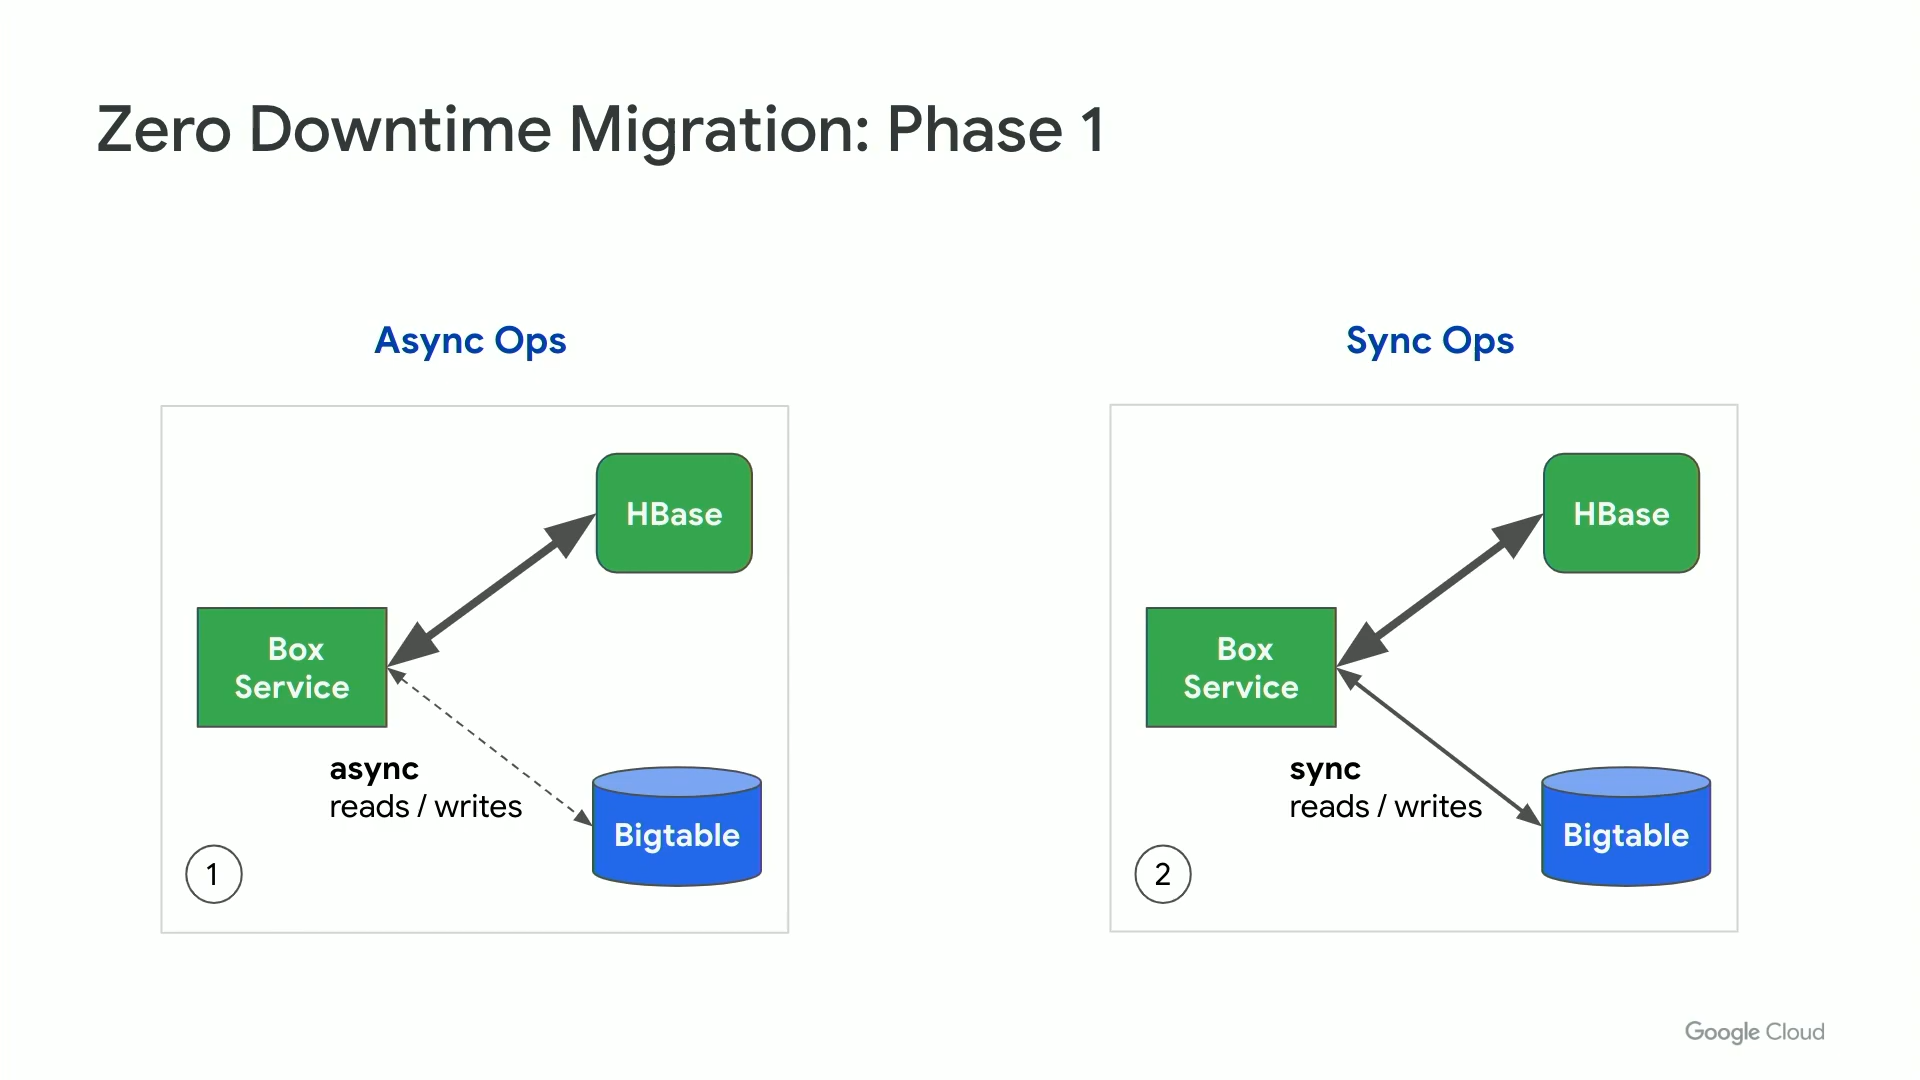 Zero Downtime Migration: Phase 1
Async Ops
HBase
Box
Service
async
reads / writes
Bigtable
1
Sync Ops
HBase
Box
Service
sync
reads / writes
Bigtable
2
Google Cloud